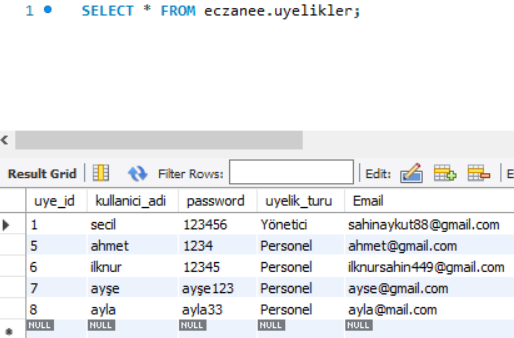 1 SELECT * FROM eczanee.uyelikler;
Result Grid Filter Rows: Edit: E
uye_id kullanici_adi password uyelik_turu Email
1 secil 123456 Yönetici sahinaykut88@gmail.com
5 ahmet 1234 Personel ahmet@gmail.com
6 ilknur 12345 Personel ilknursahin449@gmail.com
7 ayşe ayşe123 Personel ayse@gmail.com
8 ayla ayla33 Personel ayla@mail.com
NULL NULL NULL NULL NULL